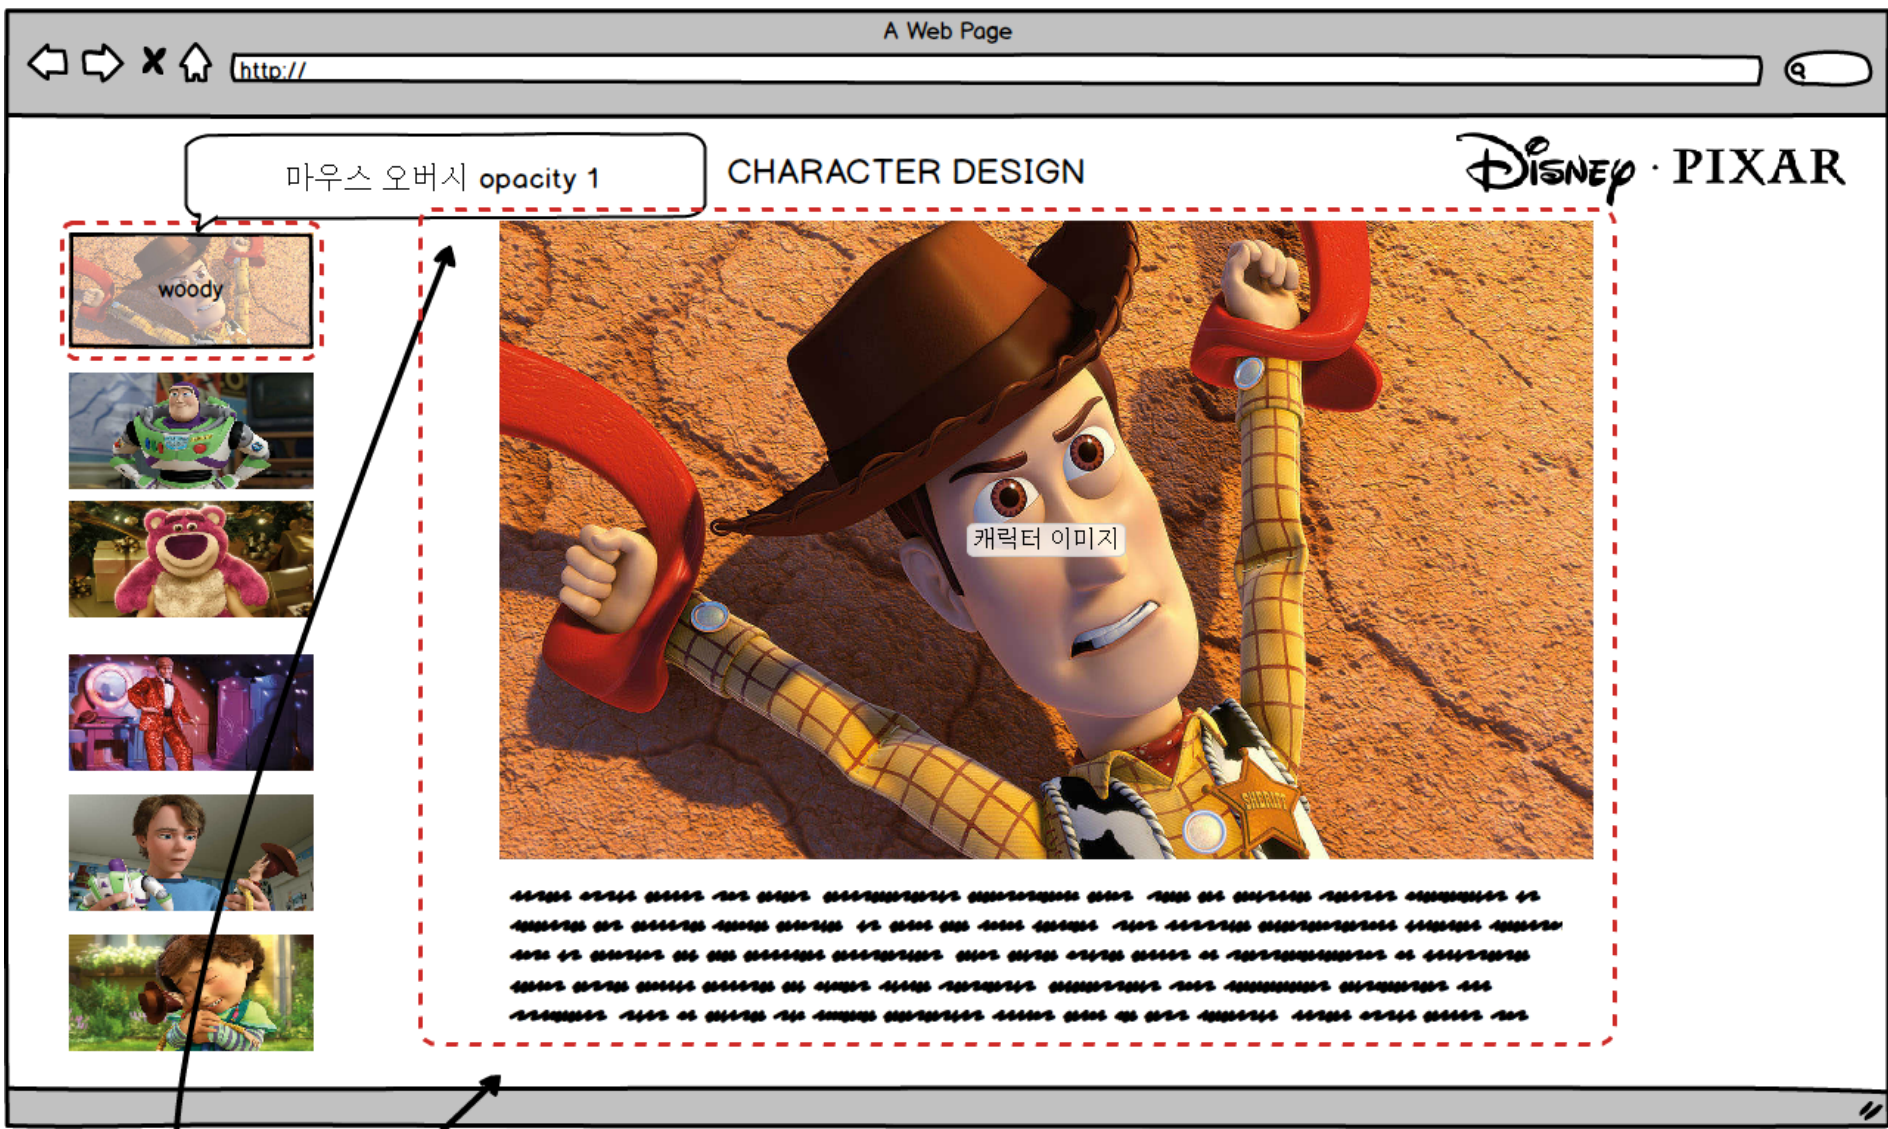 A Web Page
http://
마우스 오버시 opacity 1
CHARACTER DESIGN
DISNEY · PIXAR
woody
캐릭터 이미지
SHERIFF